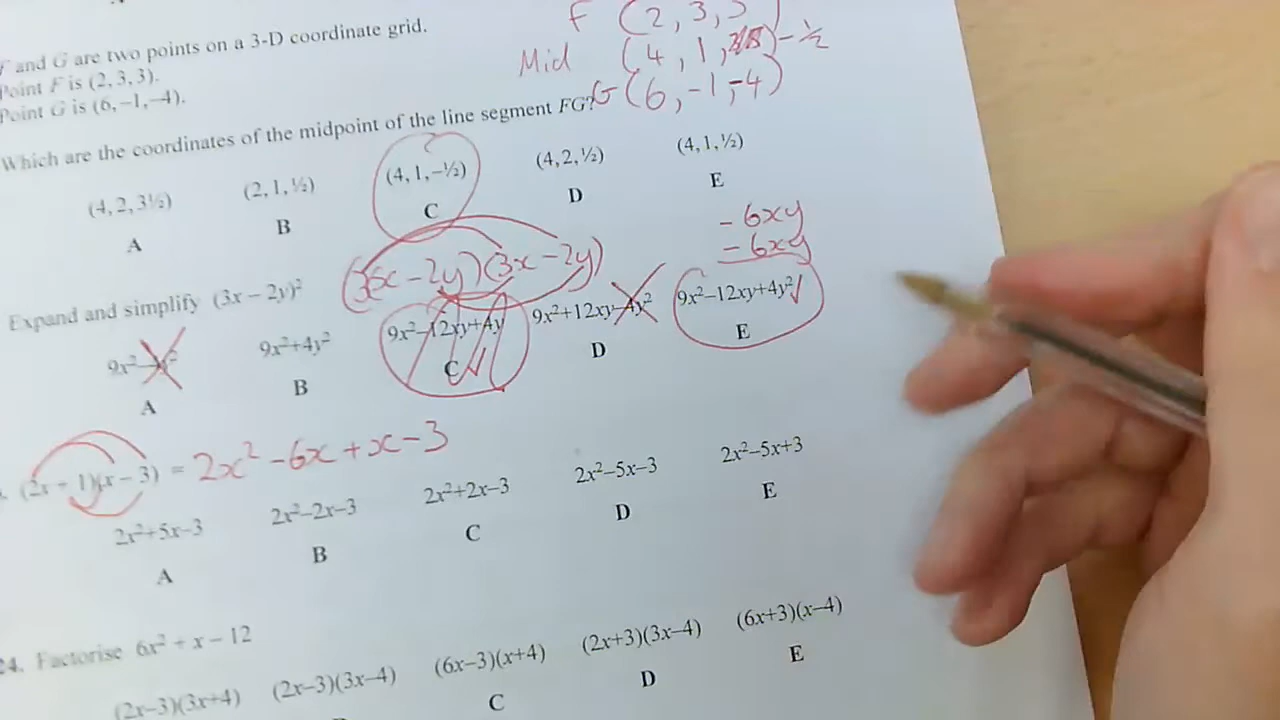 and G are two points on a 3-D coordinate grid.
F (2, 3,
Point F is (2, 3, 3).
Mid (4, 1, -½
Point G is (6, −1, −4).
G (6, -1, -4)
Which are the coordinates of the midpoint of the line segment FG?
(4, 2, 3½) (2, 1, ½) (4, 1, −½) (4, 2, ½) (4, 1, ½)
A B C D E
- 6xy
- 6xy
(3x - 2y)(3x - 2y)
Expand and simplify (3x − 2y)²
9x²+4y² 9x²−12xy+4y 9x²+12xy−4y² 9x²−12xy+4y² ✓
A B C D E
(2x + 1)(x − 3) = 2x² - 6x + x - 3
2x²+5x−3 2x²−2x−3 2x²+2x−3 2x²−5x−3 2x²−5x+3
A B C D E
24. Factorise 6x² + x − 12
(2x−3)(3x+4) (2x−3)(3x−4) (6x−3)(x+4) (2x+3)(3x−4) (6x+3)(x−4)
C D E